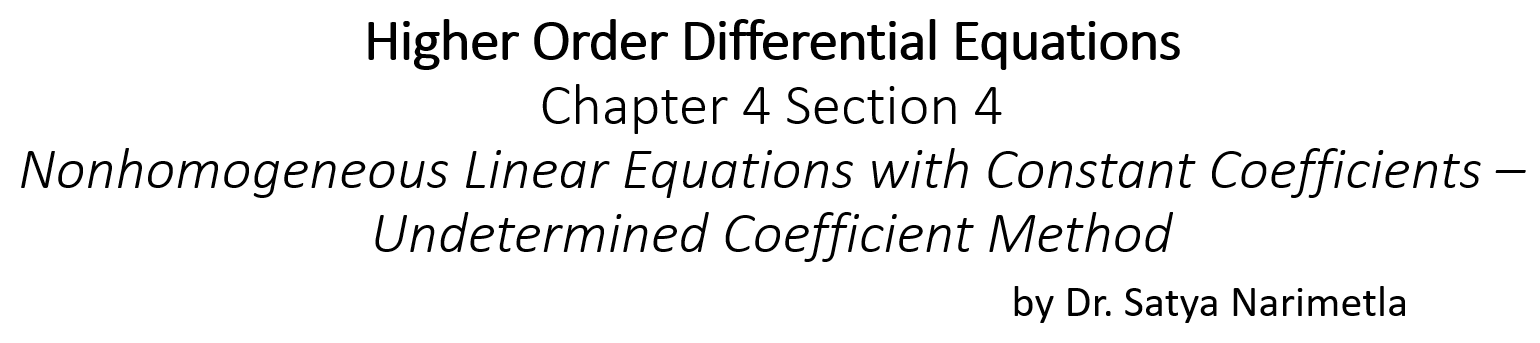 Higher Order Differential Equations
Chapter 4 Section 4
Nonhomogeneous Linear Equations with Constant Coefficients –
Undetermined Coefficient Method
by Dr. Satya Narimetla